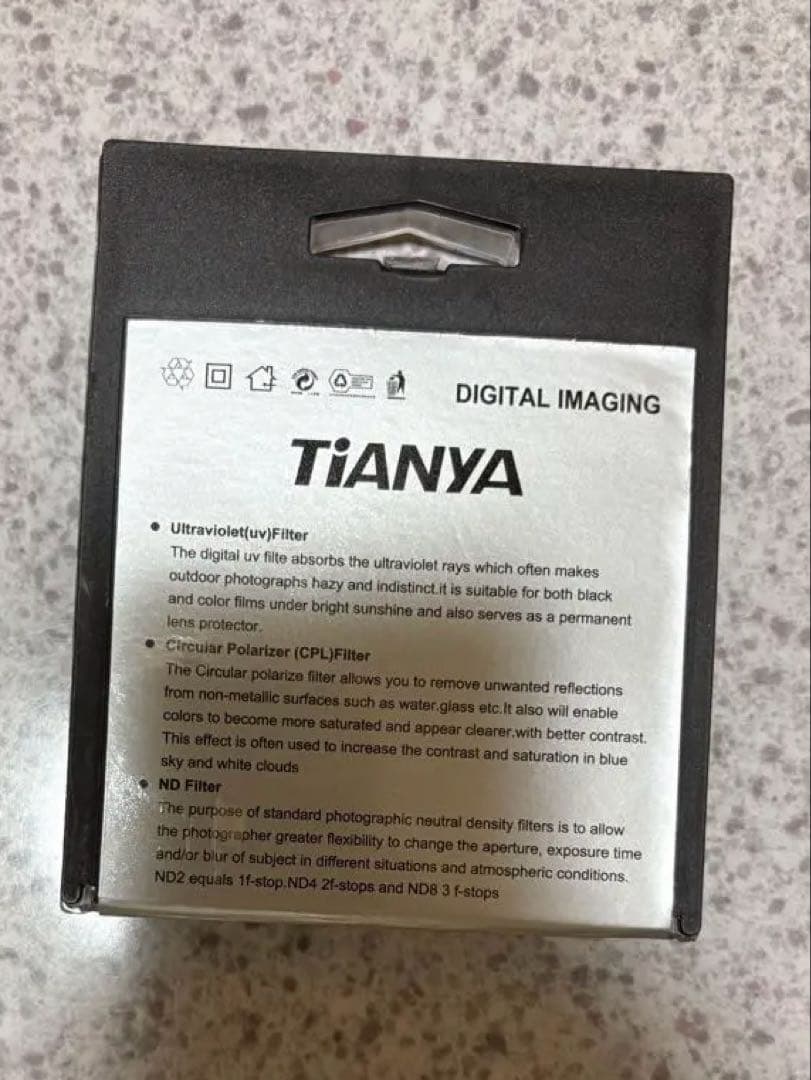 DIGITAL IMAGING
TiANYA
● Ultraviolet(uv)Filter
The digital uv filte absorbs the ultraviolet rays which often makes
outdoor photographs hazy and indistinct.it is suitable for both black
and color films under bright sunshine and also serves as a permanent
lens protector.
● Circular Polarizer (CPL)Filter
The Circular polarize filter allows you to remove unwanted reflections
from non-metallic surfaces such as water.glass etc.It also will enable
colors to become more saturated and appear clearer.with better contrast.
This effect is often used to increase the contrast and saturation in blue
sky and white clouds
● ND Filter
The purpose of standard photographic neutral density filters is to allow
the photographer greater flexibility to change the aperture, exposure time
and/or blur of subject in different situations and atmospheric conditions.
ND2 equals 1f-stop.ND4 2f-stops and ND8 3 f-stops